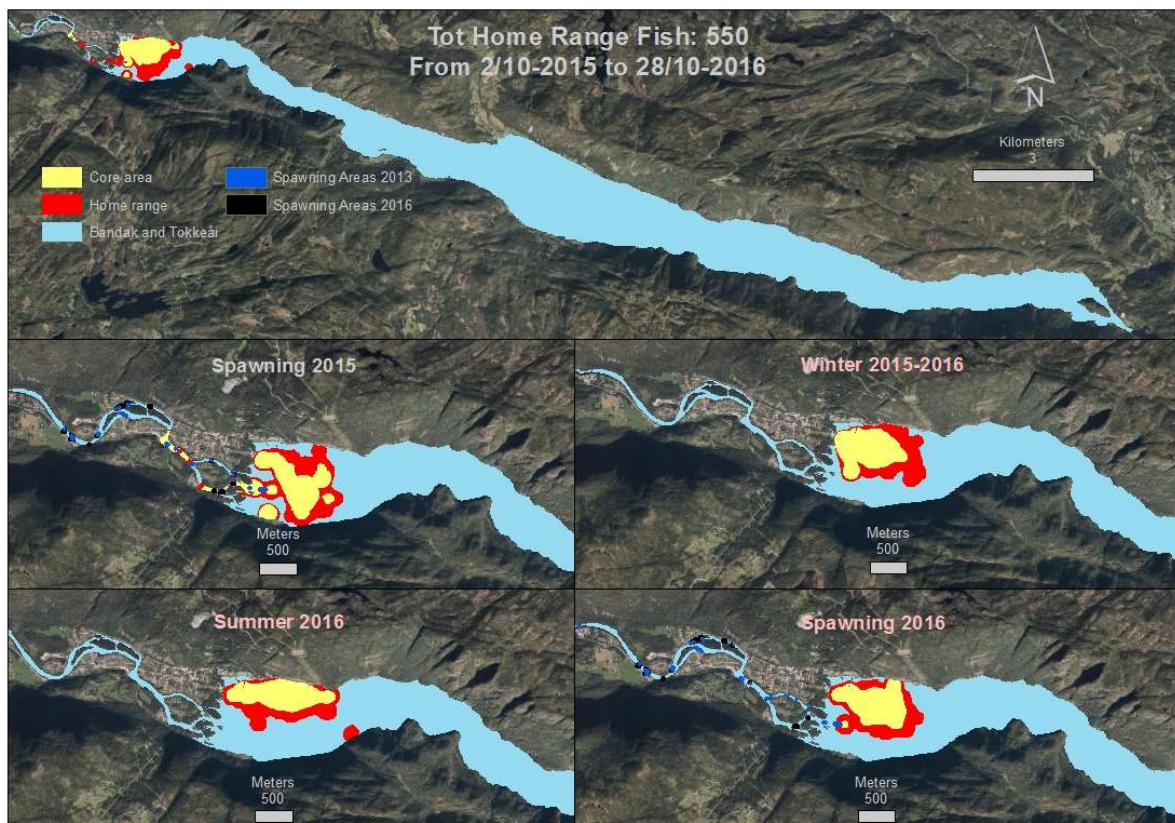 Tot Home Range Fish: 550
From 2/10-2015 to 28/10-2016
N
Kilometers
3
Core area
Spawning Areas 2013
Home range
Spawning Areas 2016
Bandak and Tokkeåi
Spawning 2015
Meters
500
Winter 2015-2016
Meters
500
Summer 2016
Meters
500
Spawning 2016
Meters
500